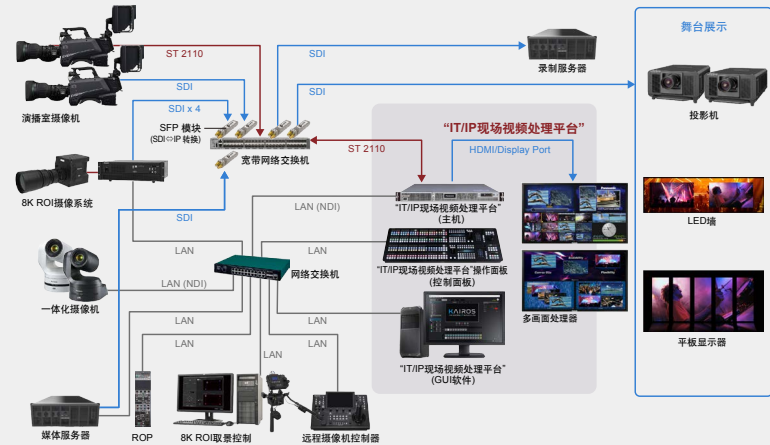 ST 2110
SDI
SDI x 4
演播室摄像机
SFP 模块
(SDI⇔IP 转换)
宽带网络交换机
SDI
录制服务器
SDI
舞台展示
投影机
LED墙
平板显示器
ST 2110
“IT/IP现场视频处理平台”
HDMI/Display Port
8K ROI摄像系统
SDI
LAN
LAN (NDI)
“IT/IP现场视频处理平台”
(主机)
LAN
“IT/IP现场视频处理平台”操作面板
(控制面板)
网络交换机
LAN (NDI)
一体化摄像机
多画面处理器
KAIROS
LAN
LAN
LAN
LAN
LAN
LAN
“IT/IP现场视频处理平台”
(GUI软件)
媒体服务器
ROP
8K ROI取景控制
远程摄像机控制器